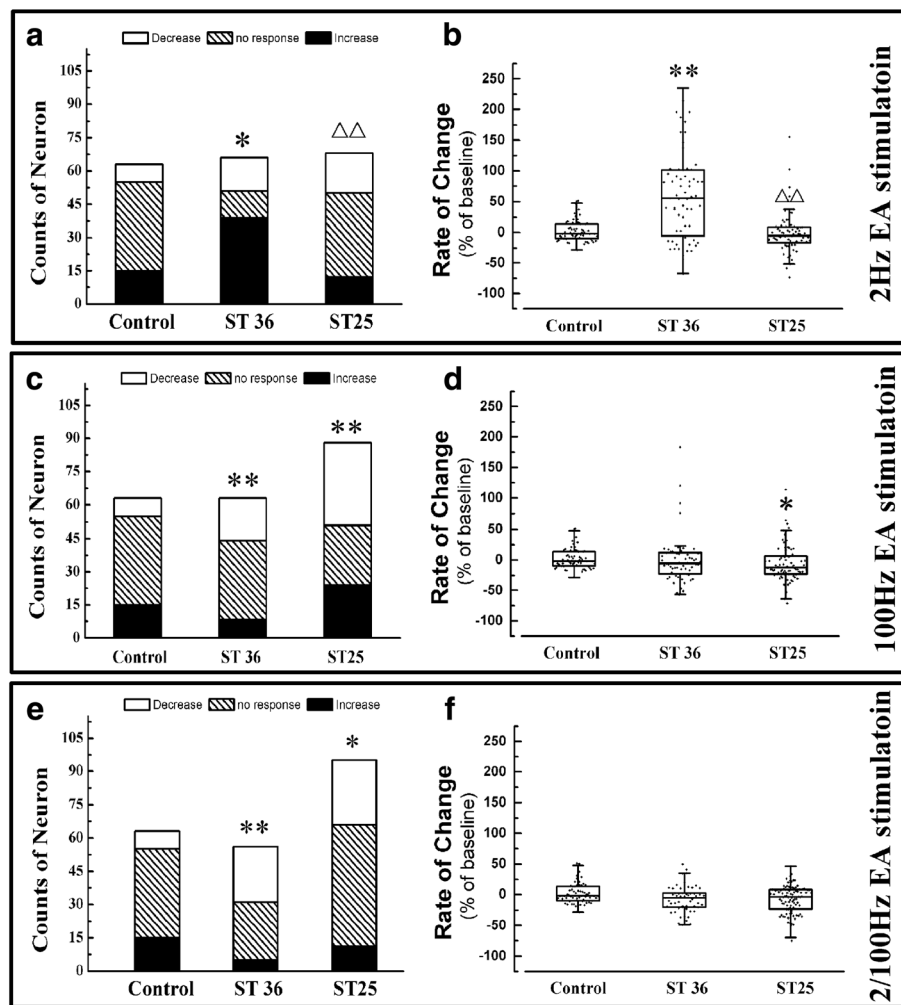 a
Decrease no response Increase
Counts of Neuron
105
90
75
60
45
30
15
0
*
△△
Control ST 36 ST25
b
Rate of Change
(% of baseline)
250
200
150
100
50
0
-50
-100
**
△△
Control ST 36 ST25
2Hz EA stimulatoin
c
Decrease no response Increase
Counts of Neuron
105
90
75
60
45
30
15
0
**
**
Control ST 36 ST25
d
Rate of Change
(% of baseline)
250
200
150
100
50
0
-50
-100
*
Control ST 36 ST25
100Hz EA stimulatoin
e
Decrease no response Increase
Counts of Neuron
105
90
75
60
45
30
15
0
**
*
Control ST 36 ST25
f
Rate of Change
(% of baseline)
250
200
150
100
50
0
-50
-100
Control ST 36 ST25
2/100Hz EA stimulatoin